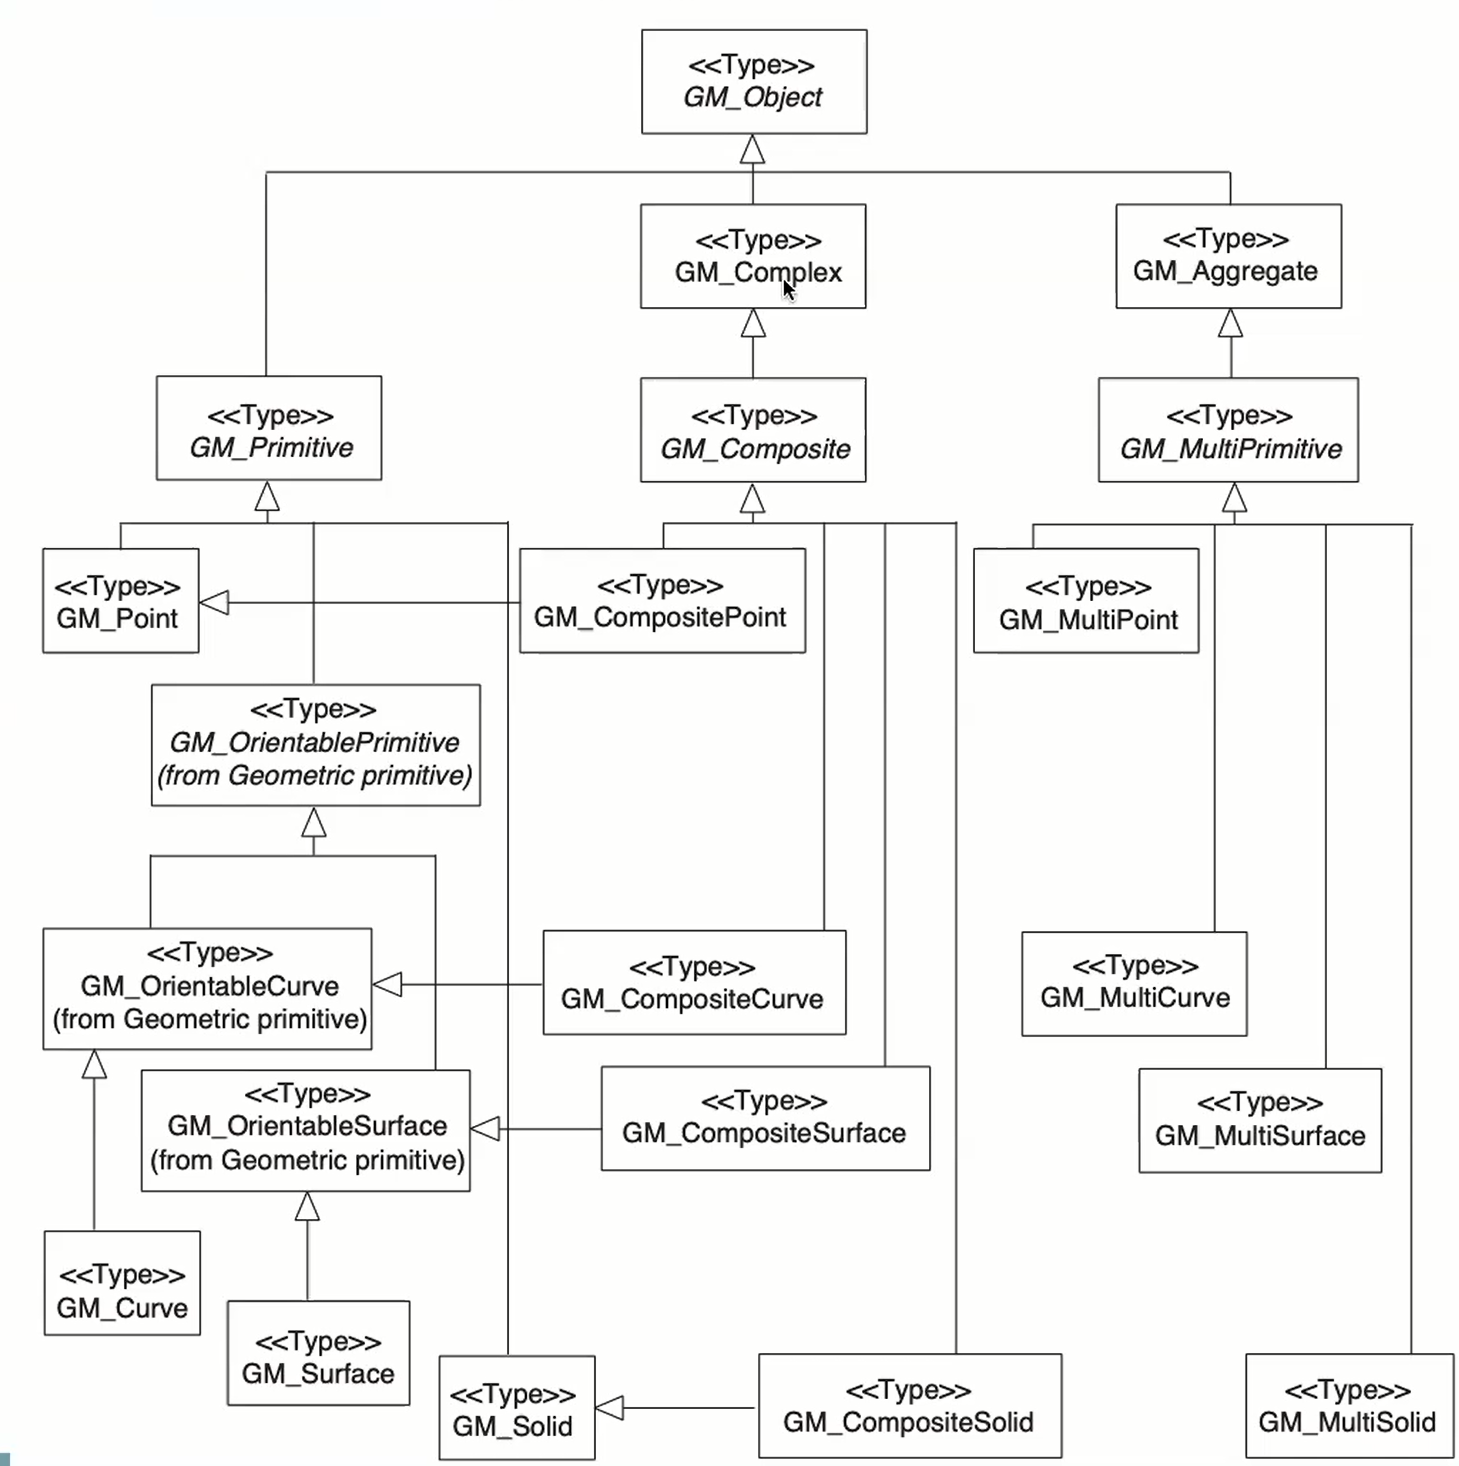 <<Type>>
GM_Object
<<Type>>
GM_Complex
<<Type>>
GM_Aggregate
<<Type>>
GM_Primitive
<<Type>>
GM_Composite
<<Type>>
GM_MultiPrimitive
<<Type>>
GM_Point
<<Type>>
GM_CompositePoint
<<Type>>
GM_MultiPoint
<<Type>>
GM_OrientablePrimitive
(from Geometric primitive)
<<Type>>
GM_OrientableCurve
(from Geometric primitive)
<<Type>>
GM_CompositeCurve
<<Type>>
GM_MultiCurve
<<Type>>
GM_OrientableSurface
(from Geometric primitive)
<<Type>>
GM_CompositeSurface
<<Type>>
GM_MultiSurface
<<Type>>
GM_Curve
<<Type>>
GM_Surface
<<Type>>
GM_Solid
<<Type>>
GM_CompositeSolid
<<Type>>
GM_MultiSolid